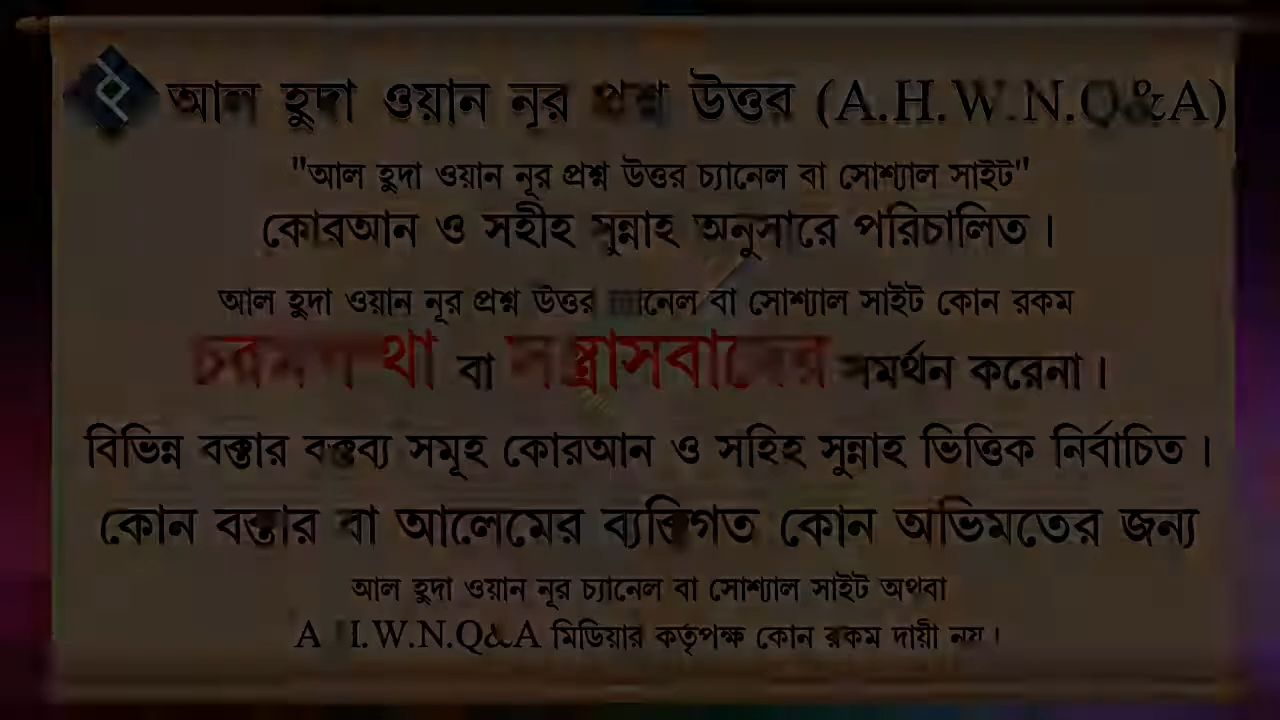 আল হুদা ওয়ান নূর প্রশ্ন উত্তর (A.H.W.N.Q&A)
"আল হুদা ওয়ান নূর প্রশ্ন উত্তর চ্যানেল বা সোশ্যাল সাইট"
কোরআন ও সহীহ সুন্নাহ অনুসারে পরিচালিত ।
আল হুদা ওয়ান নূর প্রশ্ন উত্তর চ্যানেল বা সোশ্যাল সাইট কোন রকম
চরমপন্থা বা সন্ত্রাসবাদের সমর্থন করেনা ।
বিভিন্ন বক্তার বক্তব্য সমূহ কোরআন ও সহিহ সুন্নাহ ভিত্তিক নির্বাচিত ।
কোন বক্তার বা আলেমের ব্যক্তিগত কোন অভিমতের জন্য
আল হুদা ওয়ান নূর চ্যানেল বা সোশ্যাল সাইট অথবা
A.H.W.N.Q&A মিডিয়ার কর্তৃপক্ষ কোন রকম দায়ী নয় ।